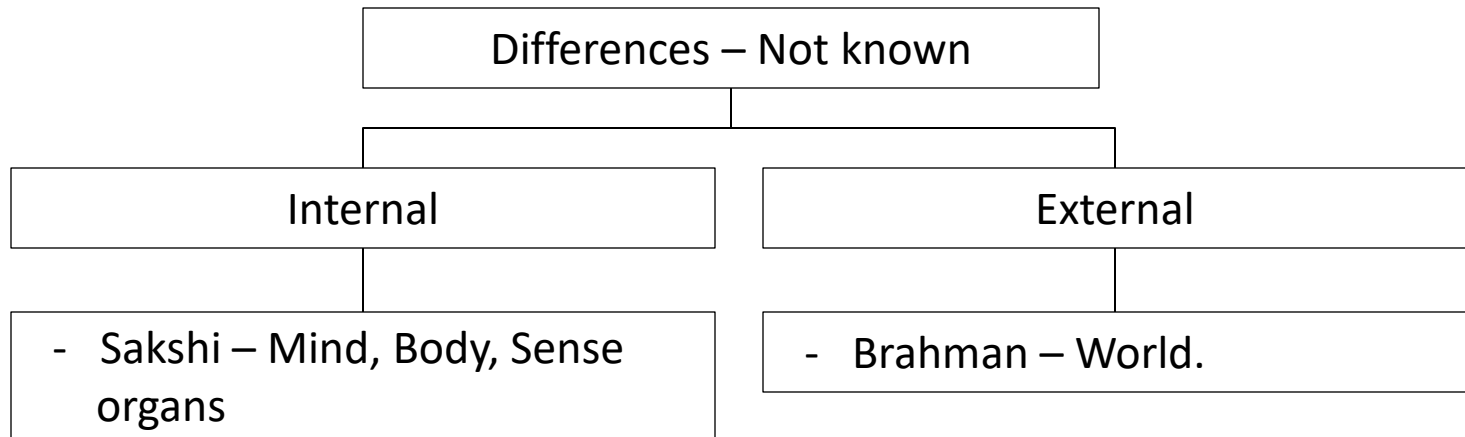 Differences – Not known
Internal
External
- Sakshi – Mind, Body, Sense
organs
- Brahman – World.